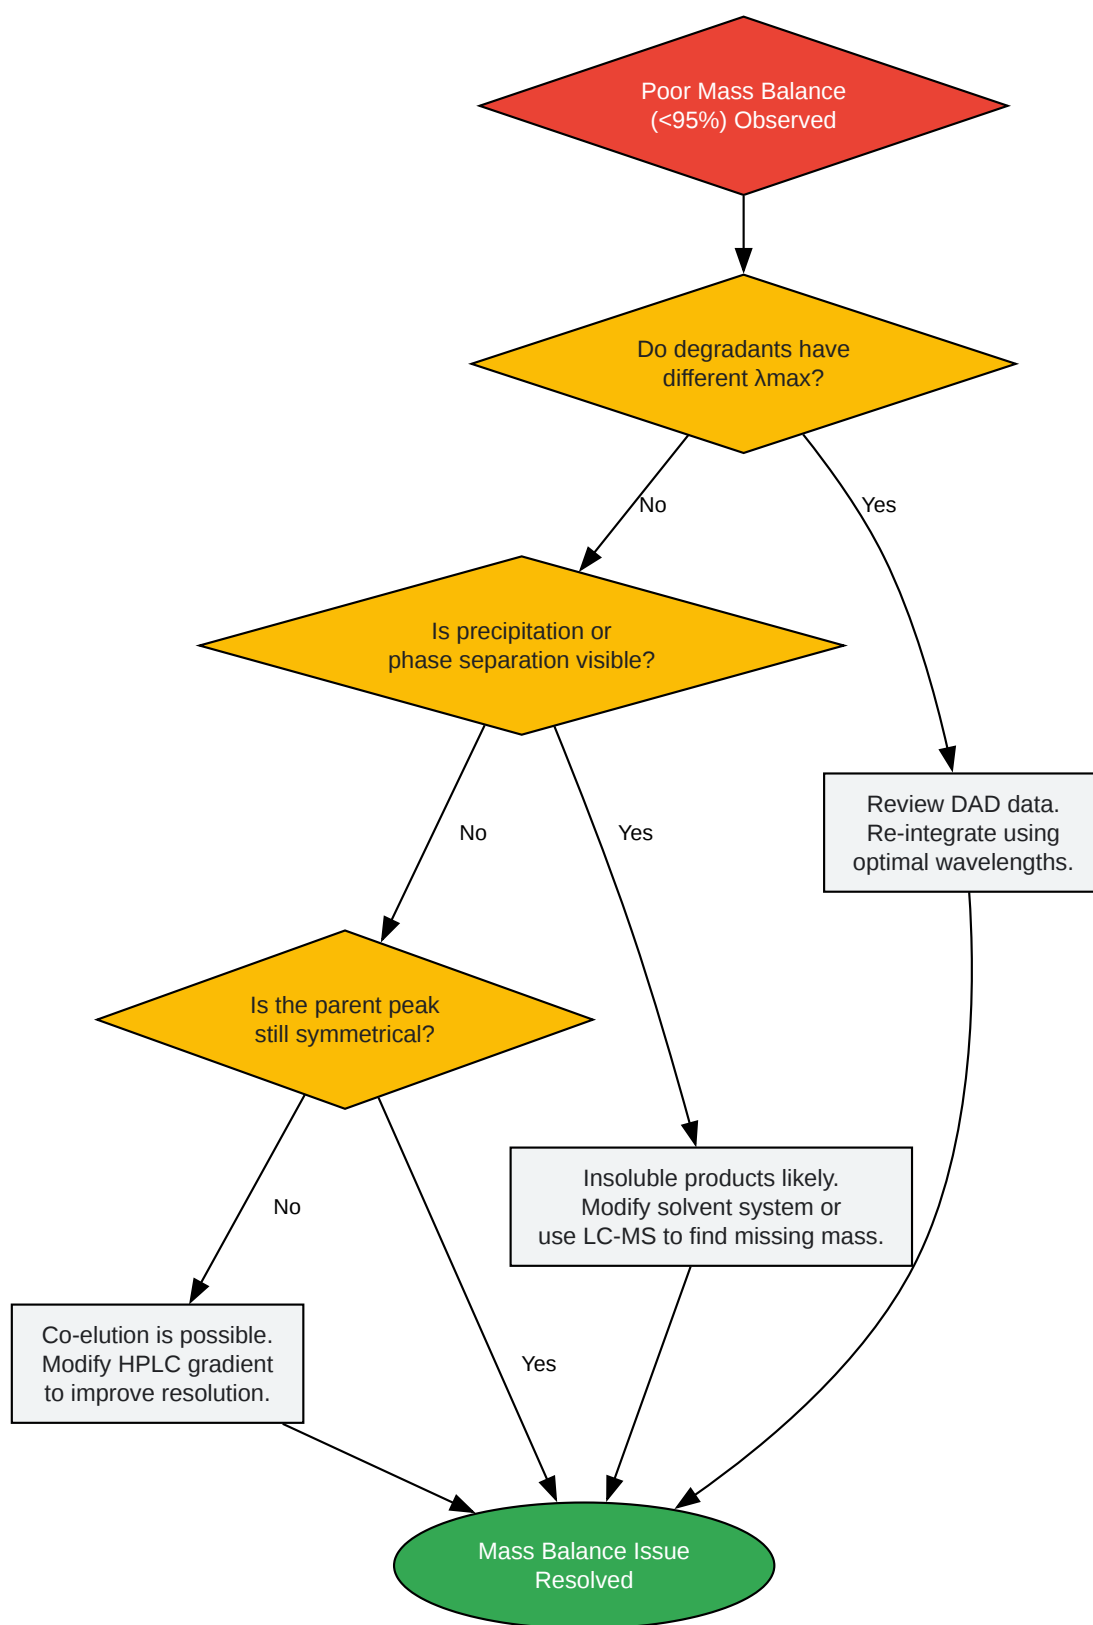 Poor Mass Balance
(<95%) Observed
Do degradants have
different λmax?
No
Yes
Is precipitation or
phase separation visible?
Review DAD data.
Re-integrate using
optimal wavelengths.
No
Yes
Is the parent peak
still symmetrical?
Insoluble products likely.
Modify solvent system or
use LC-MS to find missing mass.
No
Co-elution is possible.
Modify HPLC gradient
to improve resolution.
Yes
Mass Balance Issue
Resolved